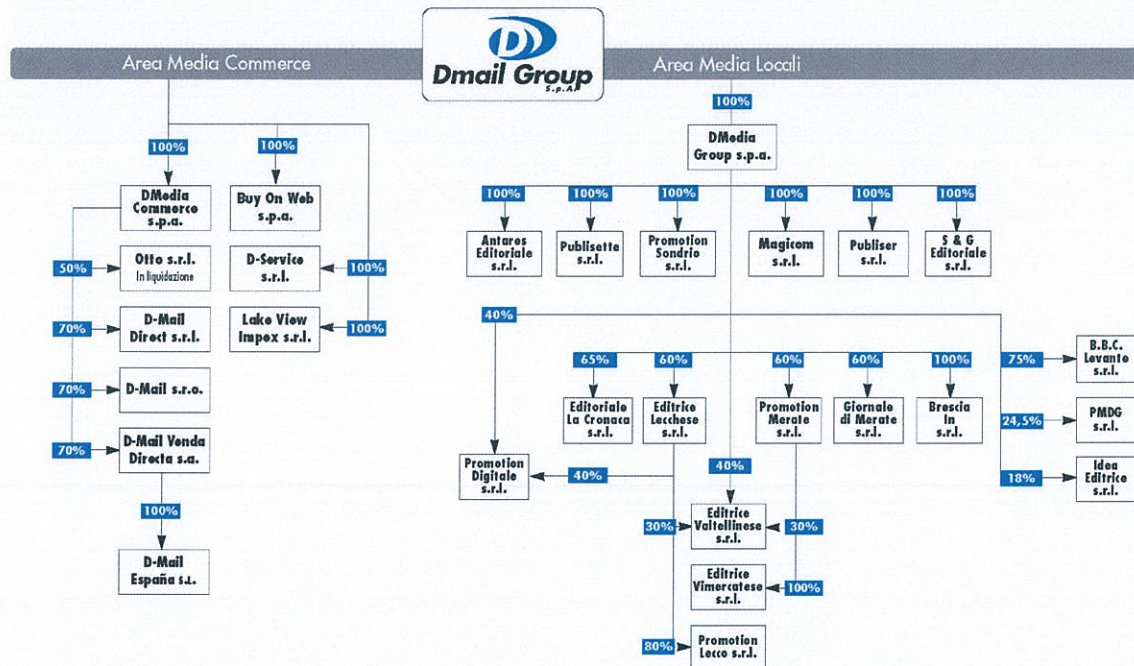 Area Media Commerce
D
Dmail Group
S.p.A.
Area Media Locali
100%
DMedia
Group s.p.a.
100%
100%
DMedia
Commerce
s.p.a.
Buy On Web
s.p.a.
100%
100%
100%
100%
100%
100%
Antares
Editoriale
s.r.l.
Publisette
s.r.l.
Promotion
Sondrio
s.r.l.
Magicom
s.r.l.
Publiser
s.r.l.
S & G
Editoriale
s.r.l.
50%
Otto s.r.l.
In liquidazione
D-Service
s.r.l.
100%
70%
D-Mail
Direct s.r.l.
Lake View
Impex s.r.l.
100%
70%
D-Mail s.r.o.
70%
D-Mail Venda
Directa s.a.
100%
D-Mail
España s.L.
40%
75%
B.B.C.
Levante
s.r.l.
24,5%
PMDG
s.r.l.
18%
Idea
Editrice
s.r.l.
65%
60%
60%
60%
100%
Editoriale
La Cronaca
s.r.l.
Editrice
Lecchese
s.r.l.
Promotion
Merate
s.r.l.
Giornale
di Merate
s.r.l.
Brescia
In
s.r.l.
Promotion
Digitale
s.r.l.
40%
40%
30%
Editrice
Valtellinese
s.r.l.
30%
Editrice
Vimercatese
s.r.l.
100%
80%
Promotion
Lecco s.r.l.